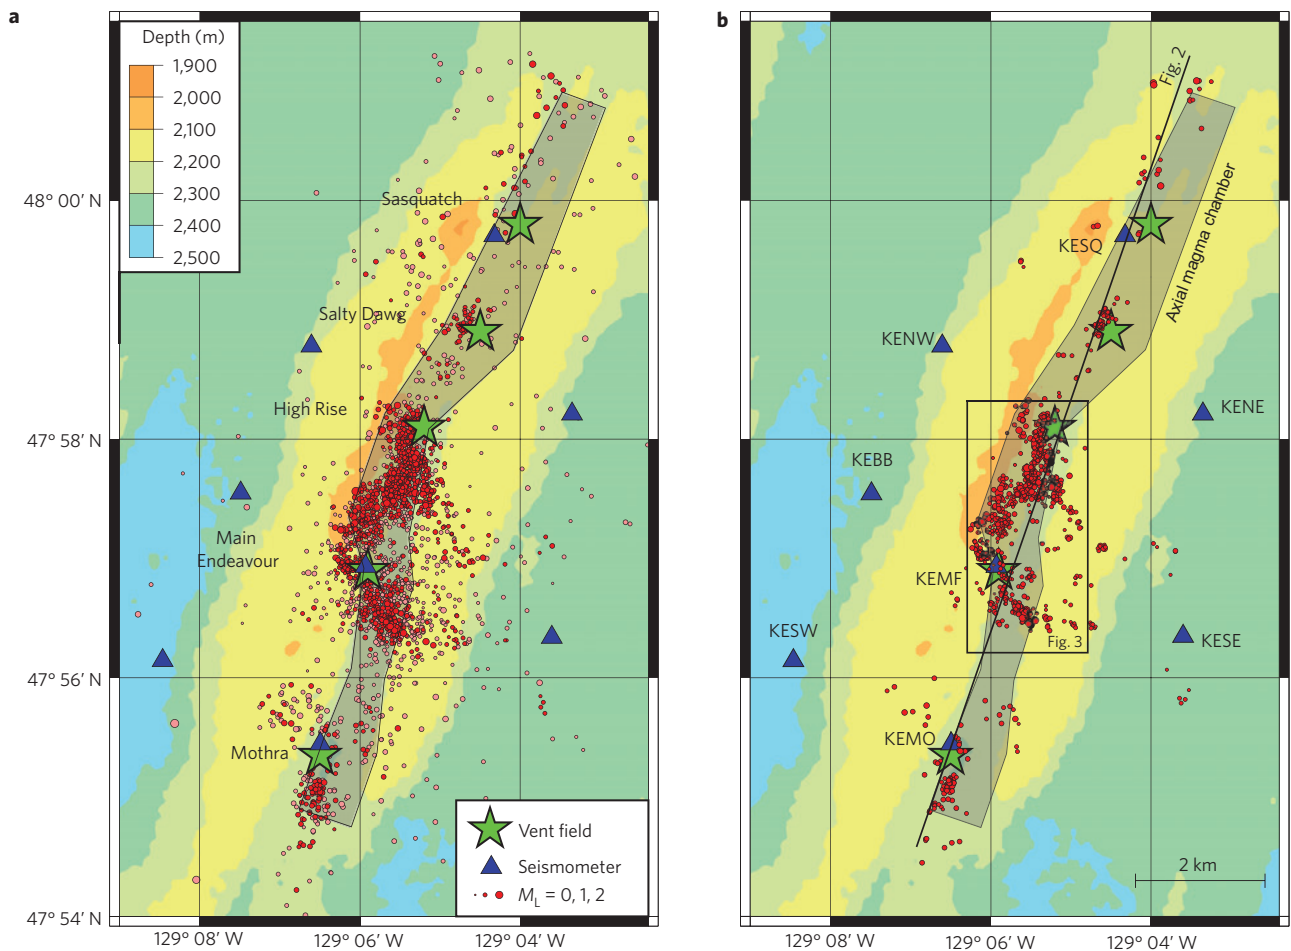 a
Depth (m)
1,900
2,000
2,100
2,200
2,300
2,400
2,500
Sasquatch
Salty Dawg
High Rise
Main
Endeavour
Mothra
Vent field
Seismometer
M_L = 0, 1, 2
48° 00′ N
47° 58′ N
47° 56′ N
47° 54′ N
129° 08′ W
129° 06′ W
129° 04′ W
b
Fig. 2
Axial magma chamber
KESQ
KENW
KENE
KEBB
KEMF
KESW
KESE
Fig. 3
KEMO
2 km
129° 08′ W
129° 06′ W
129° 04′ W